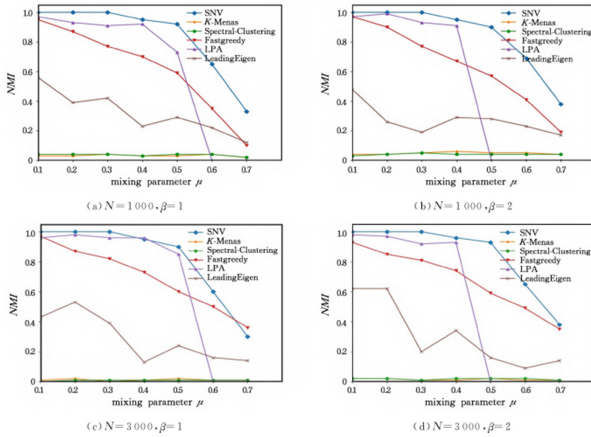 1.0
0.8
0.6
0.4
0.2
0
NMI
SNV
K-Menas
Spectral-Clustering
Fastgreedy
LPA
LeadingEigen
0.1 0.2 0.3 0.4 0.5 0.6 0.7
mixing parameter μ
(a) N=1 000, β=1
1.0
0.8
0.6
0.4
0.2
0
NMI
SNV
K-Menas
Spectral-Clustering
Fastgreedy
LPA
LeadingEigen
0.1 0.2 0.3 0.4 0.5 0.6 0.7
mixing parameter μ
(b) N=1 000, β=2
1.0
0.8
0.6
0.4
0.2
0
NMI
SNV
K-Menas
Spectral-Clustering
Fastgreedy
LPA
LeadingEigen
0.1 0.2 0.3 0.4 0.5 0.6 0.7
mixing parameter μ
(c) N=3 000, β=1
1.0
0.8
0.6
0.4
0.2
0
NMI
SNV
K-Menas
Spectral-Clustering
Fastgreedy
LPA
LeadingEigen
0.1 0.2 0.3 0.4 0.5 0.6 0.7
mixing parameter μ
(d) N=3 000, β=2